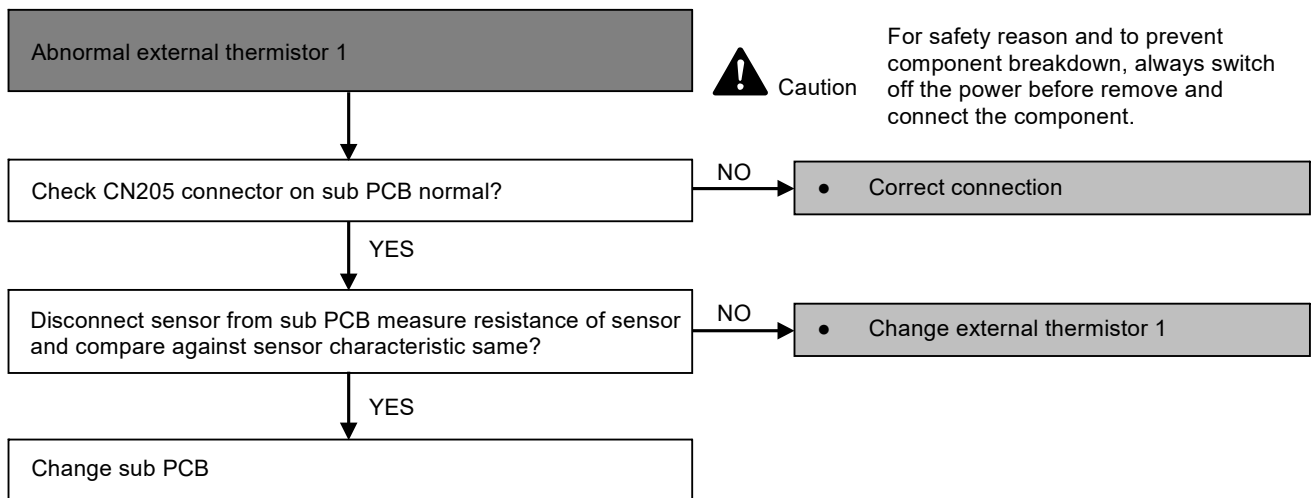 Abnormal external thermistor 1
Caution
For safety reason and to prevent
component breakdown, always switch
off the power before remove and
connect the component.
Check CN205 connector on sub PCB normal?
NO
● Correct connection
YES
Disconnect sensor from sub PCB measure resistance of sensor
and compare against sensor characteristic same?
NO
● Change external thermistor 1
YES
Change sub PCB